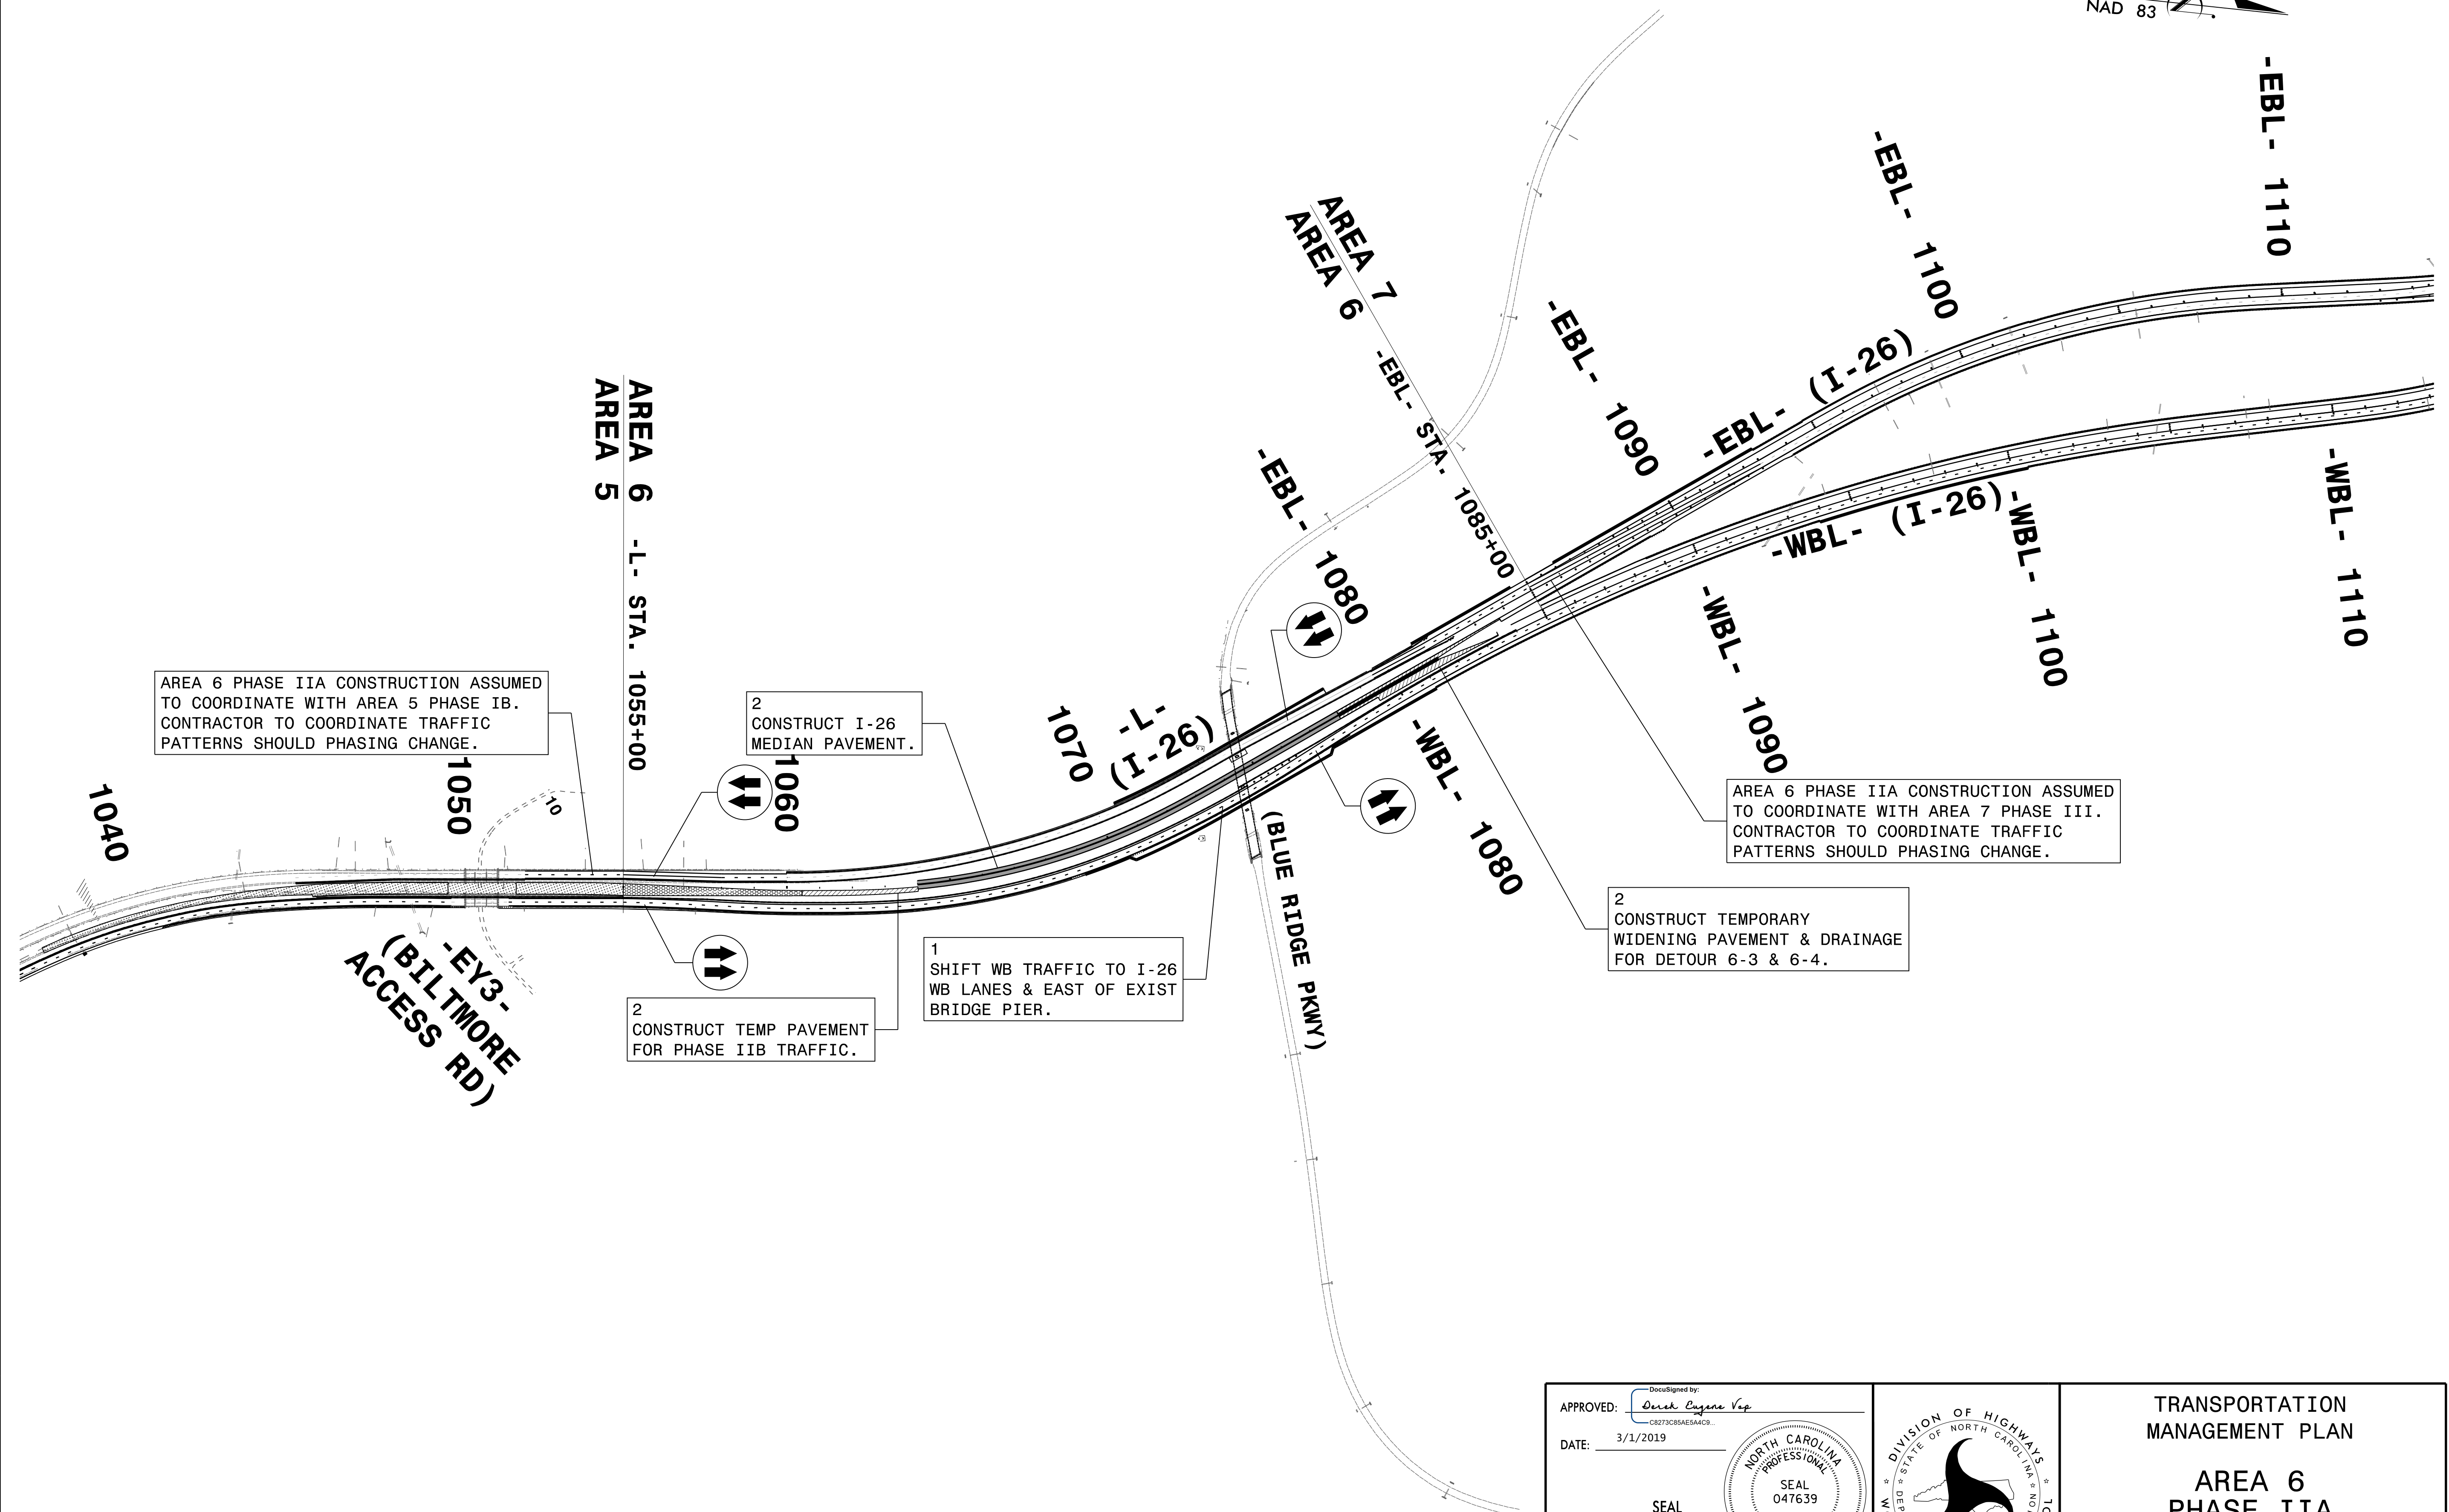 NAD 83
-EBL- 1110
-EBL- 1100
AREA 7
AREA 6
-EBL- STA. 1085+00
-EBL- 1090
-EBL- (I-26)
-WBL- (I-26)
-WBL- 1100
-WBL- 1110
AREA 6
AREA 5
-L- STA. 1055+00
-EBL- 1080
-WBL- 1090
AREA 6 PHASE IIA CONSTRUCTION ASSUMED
TO COORDINATE WITH AREA 5 PHASE IB.
CONTRACTOR TO COORDINATE TRAFFIC
PATTERNS SHOULD PHASING CHANGE.
2
CONSTRUCT I-26
MEDIAN PAVEMENT.
1070
-L-
(I-26)
-WBL- 1080
1040
1050
10
1060
AREA 6 PHASE IIA CONSTRUCTION ASSUMED
TO COORDINATE WITH AREA 7 PHASE III.
CONTRACTOR TO COORDINATE TRAFFIC
PATTERNS SHOULD PHASING CHANGE.
(BLUE RIDGE PKWY)
2
CONSTRUCT TEMPORARY
WIDENING PAVEMENT & DRAINAGE
FOR DETOUR 6-3 & 6-4.
-EY3-
(BILTMORE
ACCESS RD)
1
SHIFT WB TRAFFIC TO I-26
WB LANES & EAST OF EXIST
BRIDGE PIER.
2
CONSTRUCT TEMP PAVEMENT
FOR PHASE IIB TRAFFIC.
DocuSigned by:
APPROVED: Derek Eugene
C8273C85AE5A4C9...
DATE: 3/1/2019
NORTH CAROLINA
PROFESSIONAL
SEAL
047639
SEAL
DIVISION OF HIGHWAYS
STATE OF NORTH CAROLINA
TRANSPORTATION
MANAGEMENT PLAN
AREA 6
PHASE IIA